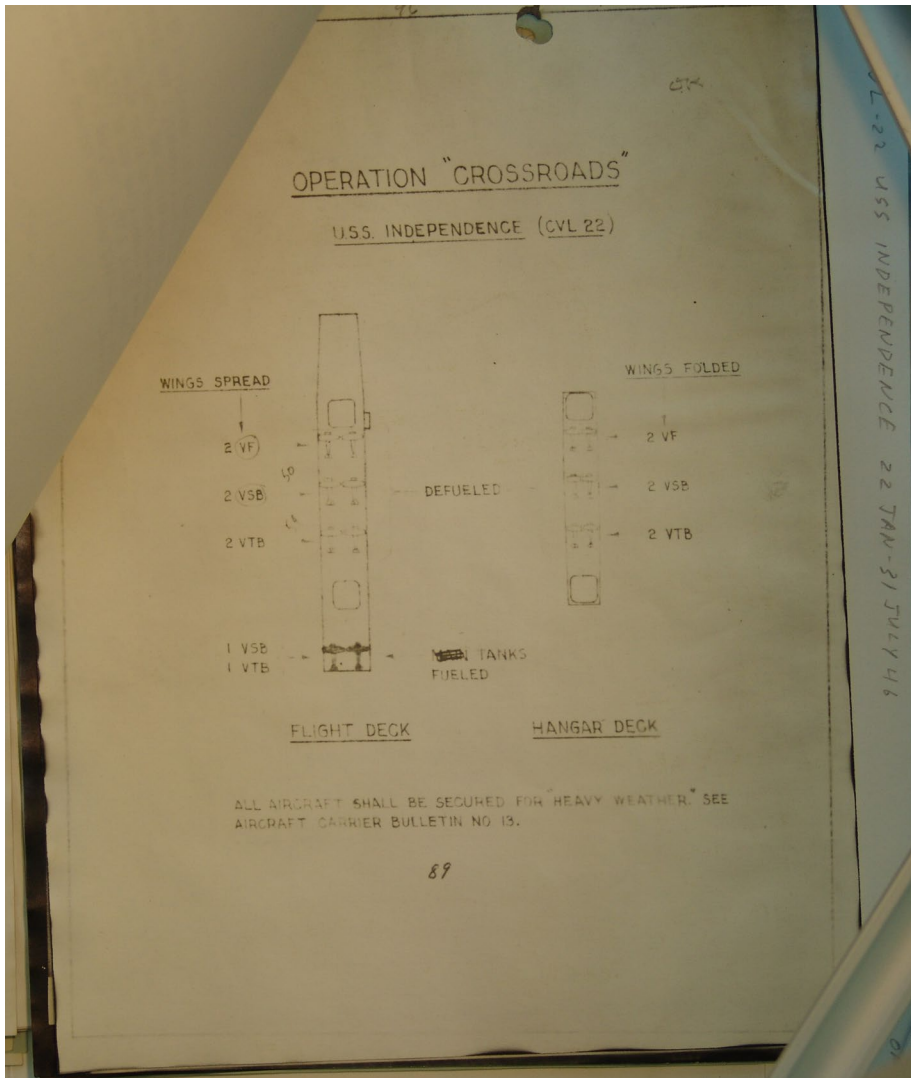 OPERATION "CROSSROADS"
U.S.S. INDEPENDENCE (CVL 22)
WINGS SPREAD
WINGS FOLDED
2 VF
2 VF
2 VSB
DEFUELED
2 VSB
2 VTB
2 VTB
1 VSB
1 VTB
TANKS
FUELED
FLIGHT DECK
HANGAR DECK
ALL AIRCRAFT SHALL BE SECURED FOR "HEAVY WEATHER." SEE
AIRCRAFT CARRIER BULLETIN NO 13.
89
VL-22 USS INDEPENDENCE 22 JAN-31 JULY 46